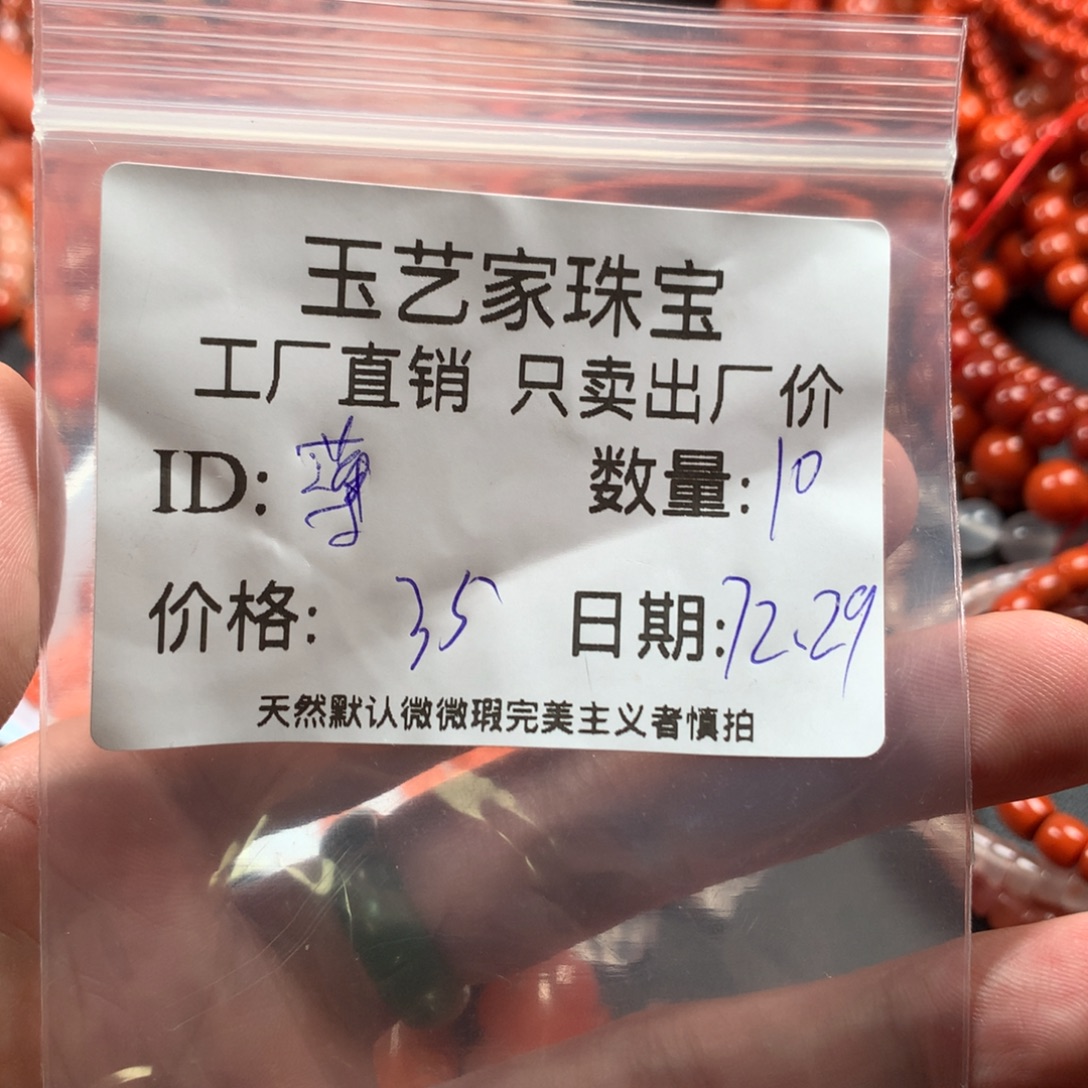 玉艺家珠宝
工厂直销 只卖出厂价
ID: 数量:10
价格: 35 日期:12.29
天然默认微微瑕完美主义者慎拍